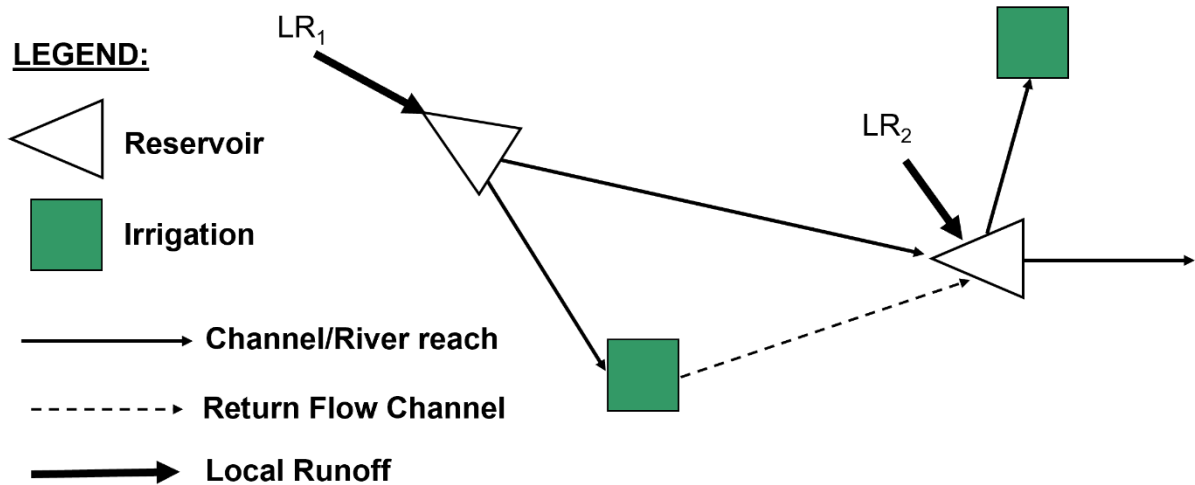 LEGEND:
Reservoir
Irrigation
Channel/River reach
Return Flow Channel
Local Runoff
LR₁
LR₂